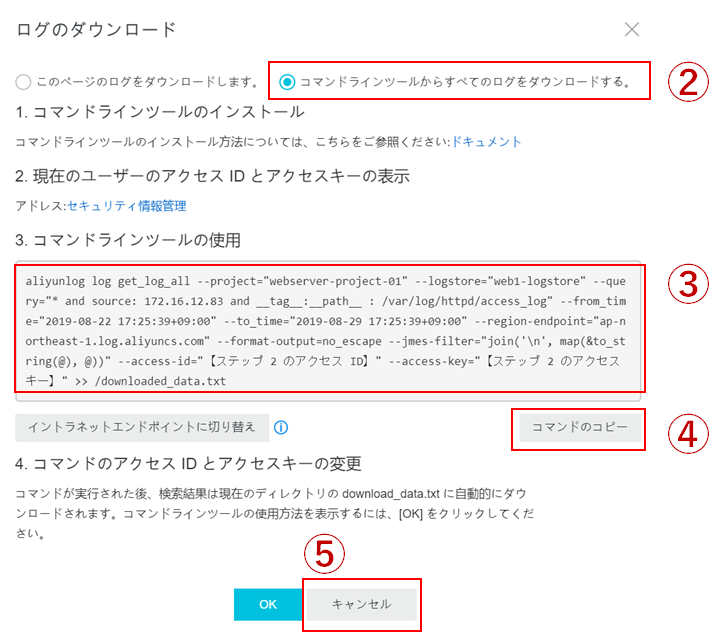 ログのダウンロード
このページのログをダウンロードします。 コマンドラインツールからすべてのログをダウンロードする。 ②
1. コマンドラインツールのインストール
コマンドラインツールのインストール方法については、こちらをご参照ください:ドキュメント
2. 現在のユーザーのアクセス ID とアクセスキーの表示
アドレス:セキュリティ情報管理
3. コマンドラインツールの使用
③
aliyunlog log get_log_all --project="webserver-project-01" --logstore="web1-logstore" --que
ry="* and source: 172.16.12.83 and __tag__:__path__ : /var/log/httpd/access_log" --from_tim
e="2019-08-22 17:25:39+09:00" --to_time="2019-08-29 17:25:39+09:00" --region-endpoint="ap-n
ortheast-1.log.aliyuncs.com" --format-output=no_escape --jmes-filter="join('\n', map(&to_st
ring(@), @))" --access-id="【ステップ 2 のアクセス ID】" --access-key="【ステップ 2 のアクセス
キー】" >> /downloaded_data.txt
イントラネットエンドポイントに切り替え コマンドのコピー ④
4. コマンドのアクセス ID とアクセスキーの変更
コマンドが実行された後、検索結果は現在のディレクトリの download_data.txt に自動的にダウ
ンロードされます。コマンドラインツールの使用方法を表示するには、[OK] をクリックしてくだ
さい。
⑤
OK キャンセル